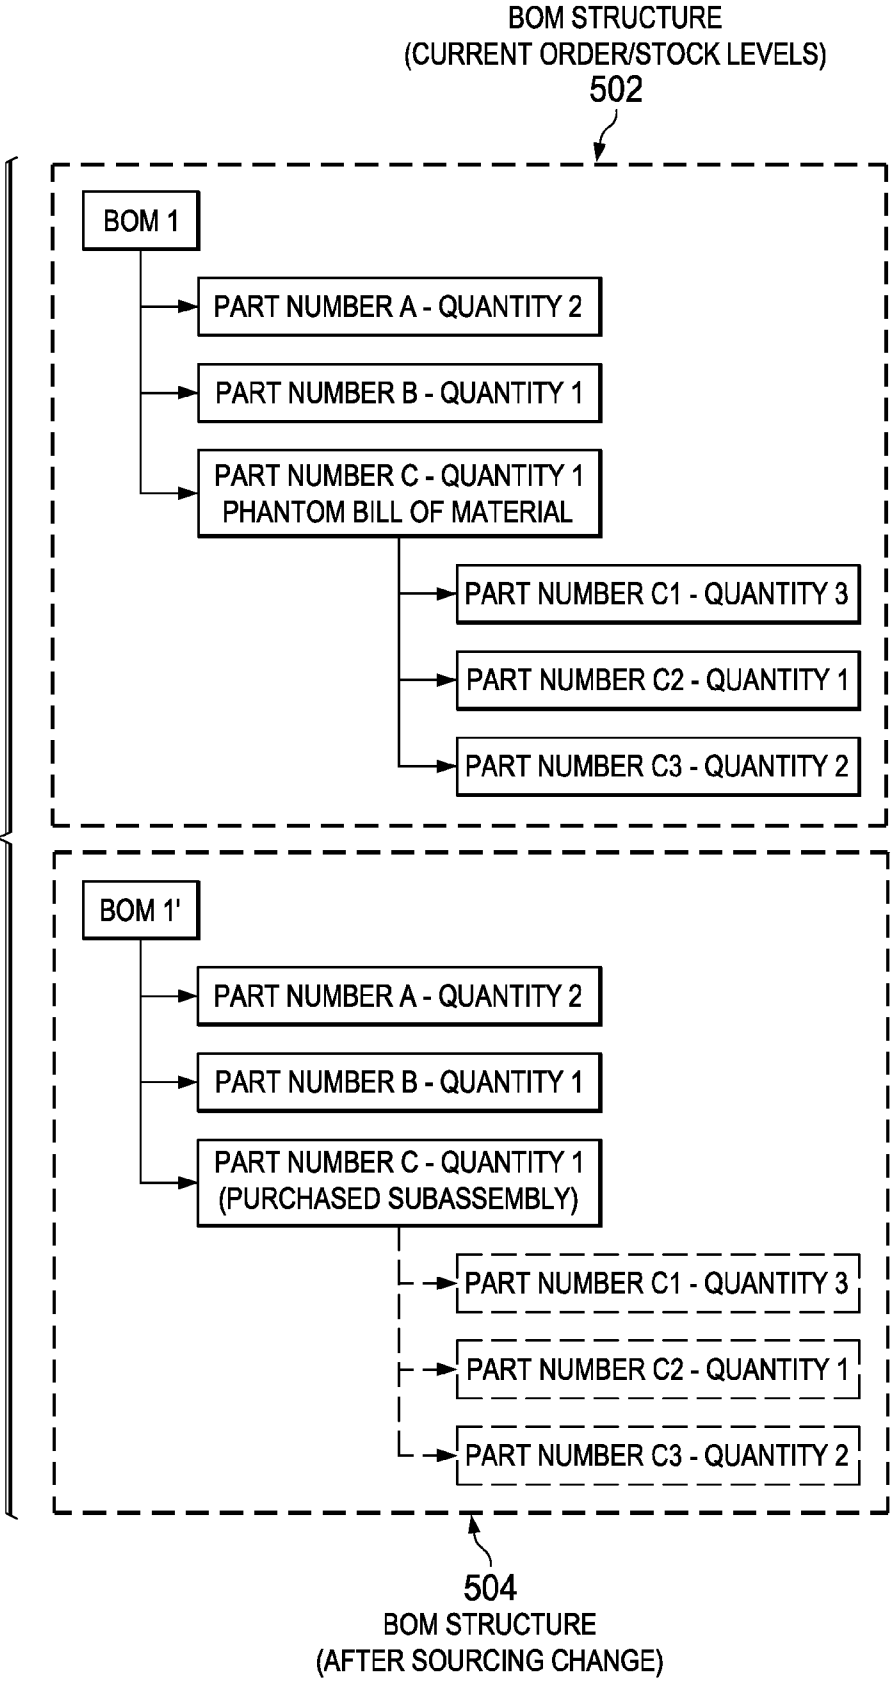 BOM STRUCTURE
(CURRENT ORDER/STOCK LEVELS)
502
BOM 1
PART NUMBER A - QUANTITY 2
PART NUMBER B - QUANTITY 1
PART NUMBER C - QUANTITY 1
PHANTOM BILL OF MATERIAL
PART NUMBER C1 - QUANTITY 3
PART NUMBER C2 - QUANTITY 1
PART NUMBER C3 - QUANTITY 2
BOM 1'
PART NUMBER A - QUANTITY 2
PART NUMBER B - QUANTITY 1
PART NUMBER C - QUANTITY 1
(PURCHASED SUBASSEMBLY)
PART NUMBER C1 - QUANTITY 3
PART NUMBER C2 - QUANTITY 1
PART NUMBER C3 - QUANTITY 2
504
BOM STRUCTURE
(AFTER SOURCING CHANGE)